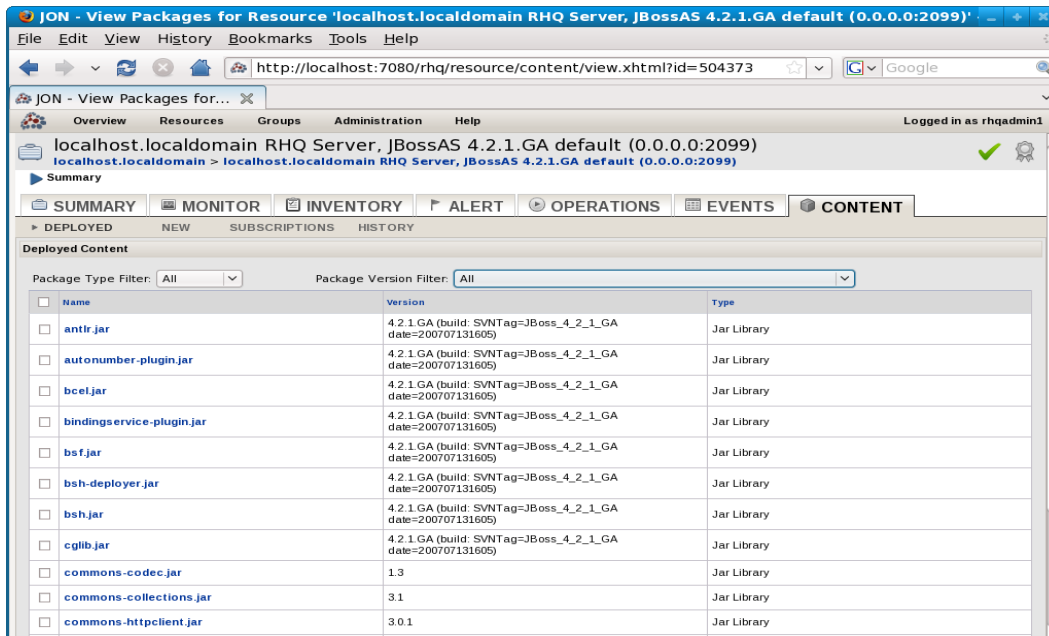 JON - View Packages for Resource 'localhost.localdomain RHQ Server, JBossAS 4.2.1.GA default (0.0.0.0:2099)'
File Edit View History Bookmarks Tools Help
http://localhost:7080/rhq/resource/content/view.xhtml?id=504373 G Google
JON - View Packages for...
Overview Resources Groups Administration Help Logged in as rhqadmin1
localhost.localdomain RHQ Server, JBossAS 4.2.1.GA default (0.0.0.0:2099)
localhost.localdomain > localhost.localdomain RHQ Server, JBossAS 4.2.1.GA default (0.0.0.0:2099)
Summary
SUMMARY MONITOR INVENTORY ALERT OPERATIONS EVENTS CONTENT
DEPLOYED NEW SUBSCRIPTIONS HISTORY
Deployed Content
Package Type Filter: All Package Version Filter: All
Name Version Type
antlr.jar 4.2.1.GA (build: SVNTag=JBoss_4_2_1_GA date=200707131605) Jar Library
autonumber-plugin.jar 4.2.1.GA (build: SVNTag=JBoss_4_2_1_GA date=200707131605) Jar Library
bcel.jar 4.2.1.GA (build: SVNTag=JBoss_4_2_1_GA date=200707131605) Jar Library
bindingservice-plugin.jar 4.2.1.GA (build: SVNTag=JBoss_4_2_1_GA date=200707131605) Jar Library
bsf.jar 4.2.1.GA (build: SVNTag=JBoss_4_2_1_GA date=200707131605) Jar Library
bsh-deployer.jar 4.2.1.GA (build: SVNTag=JBoss_4_2_1_GA date=200707131605) Jar Library
bsh.jar 4.2.1.GA (build: SVNTag=JBoss_4_2_1_GA date=200707131605) Jar Library
cglib.jar 4.2.1.GA (build: SVNTag=JBoss_4_2_1_GA date=200707131605) Jar Library
commons-codec.jar 1.3 Jar Library
commons-collections.jar 3.1 Jar Library
commons-httpclient.jar 3.0.1 Jar Library